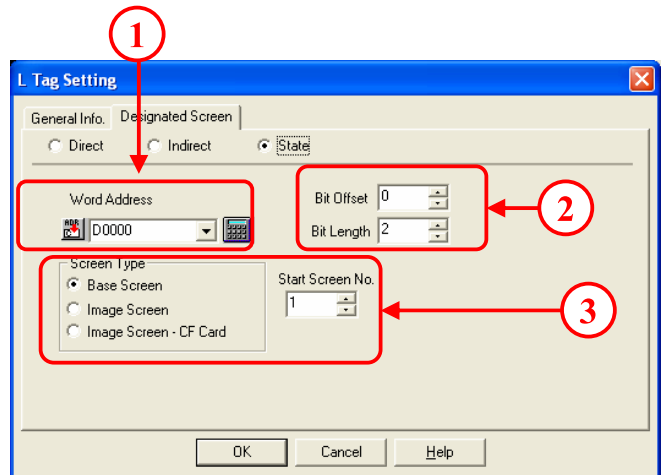 1
L Tag Setting
General Info. Designated Screen
Direct Indirect State
Word Address
ADR
D0000
Bit Offset 0
Bit Length 2
2
Screen Type
Base Screen
Image Screen
Image Screen - CF Card
Start Screen No.
1
3
OK Cancel Help